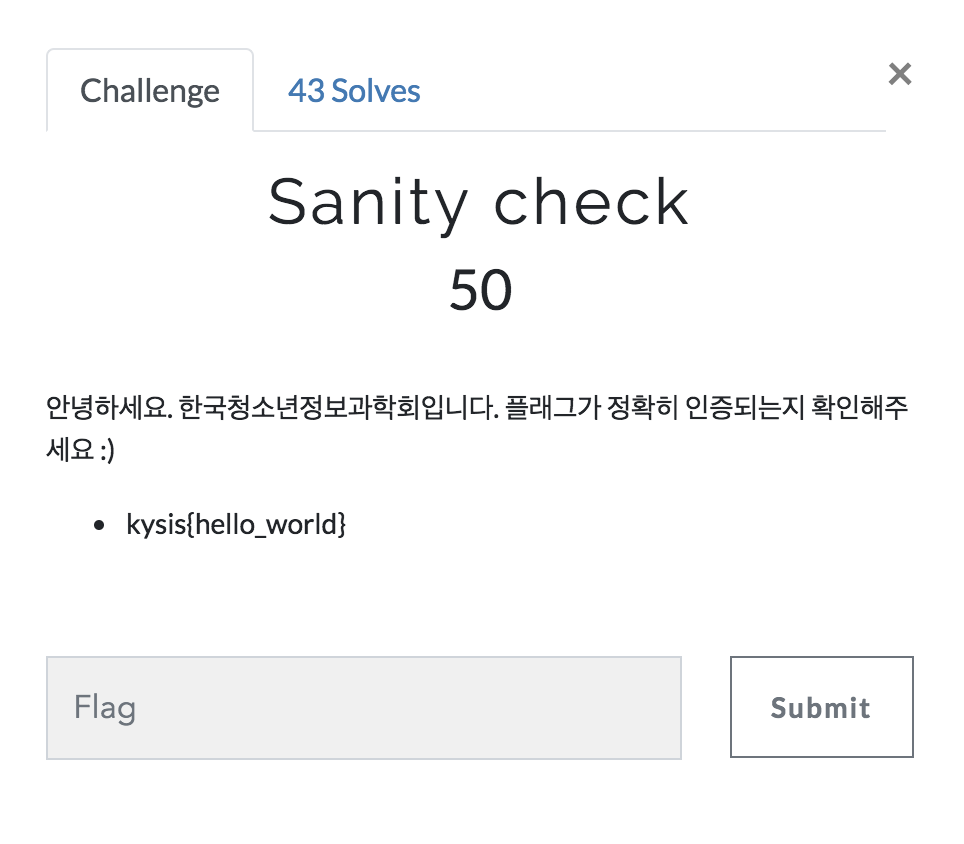 Challenge
43 Solves
×
Sanity check
50
안녕하세요. 한국청소년정보과학회입니다. 플래그가 정확히 인증되는지 확인해주
세요 :)
• kysis{hello_world}
Flag
Submit